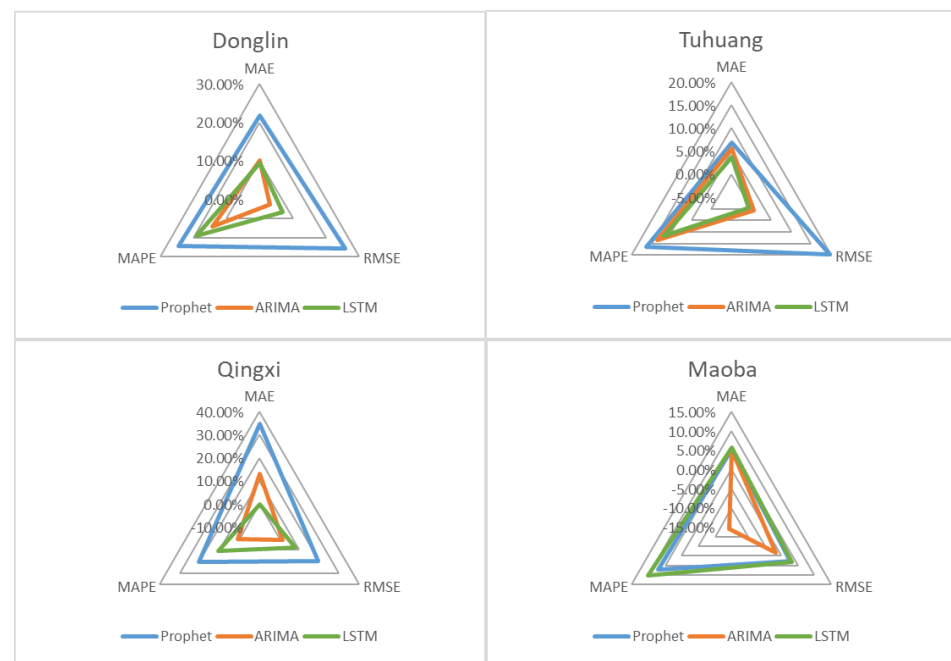 Donglin
MAE
30.00%
20.00%
10.00%
0.00%
MAPE
RMSE
Prophet ARIMA LSTM
Tuhuang
MAE
20.00%
15.00%
10.00%
5.00%
0.00%
-5.00%
MAPE
RMSE
Prophet ARIMA LSTM
Qingxi
MAE
40.00%
30.00%
20.00%
10.00%
0.00%
-10.00%
MAPE
RMSE
Prophet ARIMA LSTM
Maoba
MAE
15.00%
10.00%
5.00%
0.00%
-5.00%
-10.00%
-15.00%
MAPE
RMSE
Prophet ARIMA LSTM